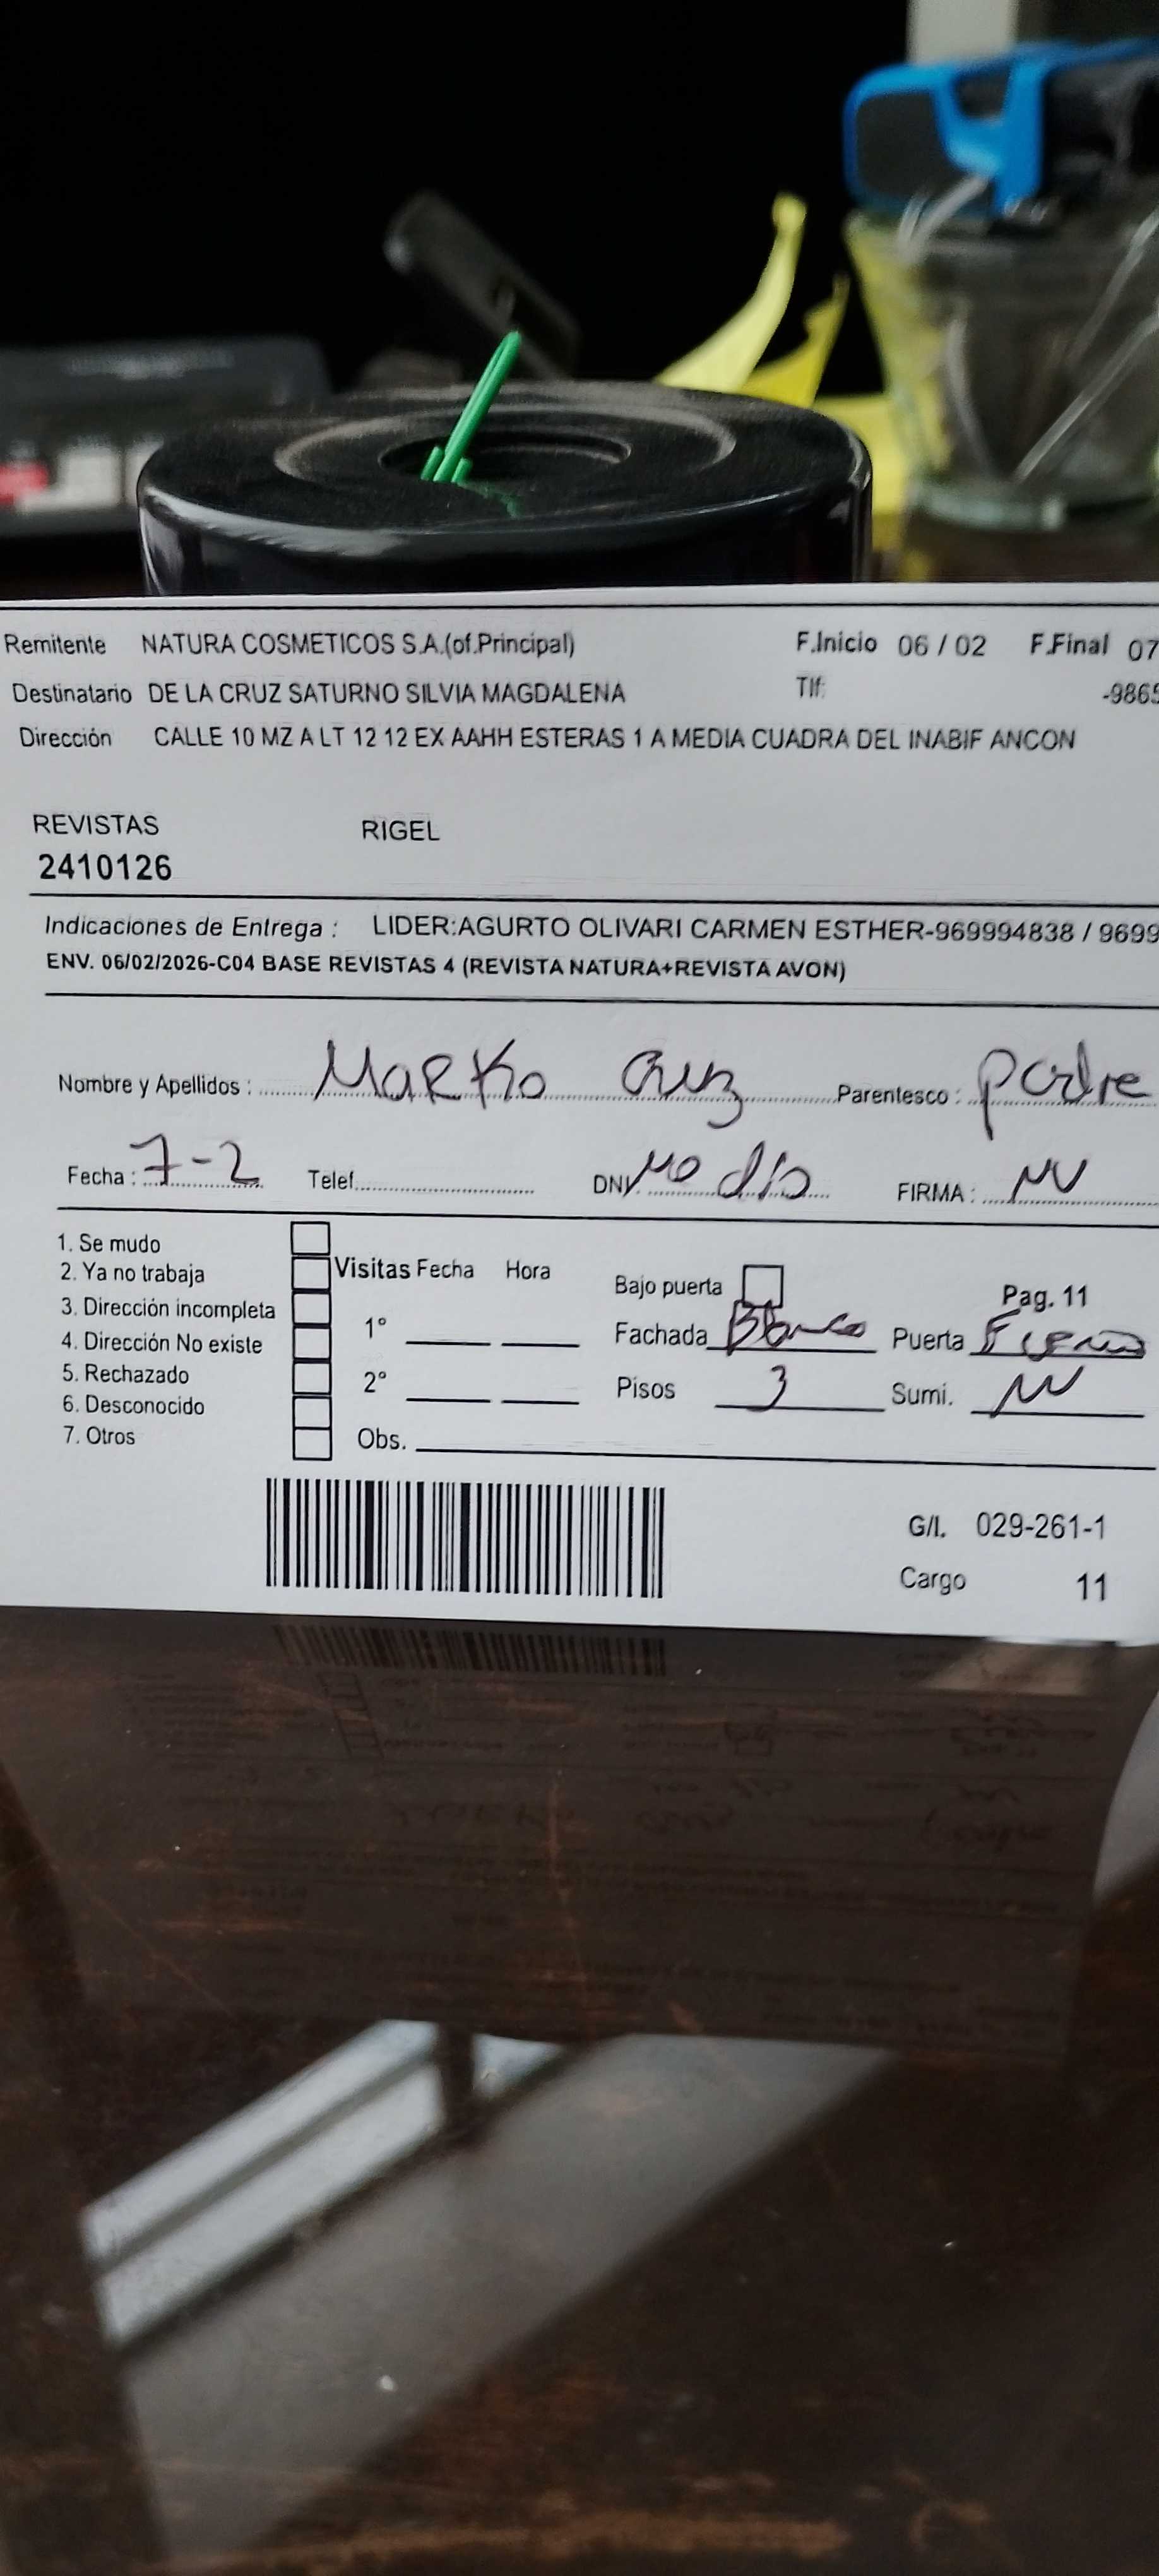 Remitente NATURA COSMETICOS S.A.(of.Principal) F.Inicio 06 / 02 F.Final 07
Destinatario DE LA CRUZ SATURNO SILVIA MAGDALENA Tlf: -9865
Dirección CALLE 10 MZ A LT 12 12 EX AAHH ESTERAS 1 A MEDIA CUADRA DEL INABIF ANCON
REVISTAS RIGEL
2410126
Indicaciones de Entrega : LIDER:AGURTO OLIVARI CARMEN ESTHER-969994838 / 9699
ENV. 06/02/2026-C04 BASE REVISTAS 4 (REVISTA NATURA+REVISTA AVON)
Nombre y Apellidos : Marko Cruz Parentesco : padre
Fecha : 7-2 Telef. DNI. No dio FIRMA :
1. Se mudo
2. Ya no trabaja Visitas Fecha Hora Bajo puerta Pag. 11
3. Dirección incompleta 1° Fachada Blanco Puerta Fierro
4. Dirección No existe
5. Rechazado 2° Pisos 3 Sumi.
6. Desconocido
7. Otros Obs.
G/I. 029-261-1
Cargo 11